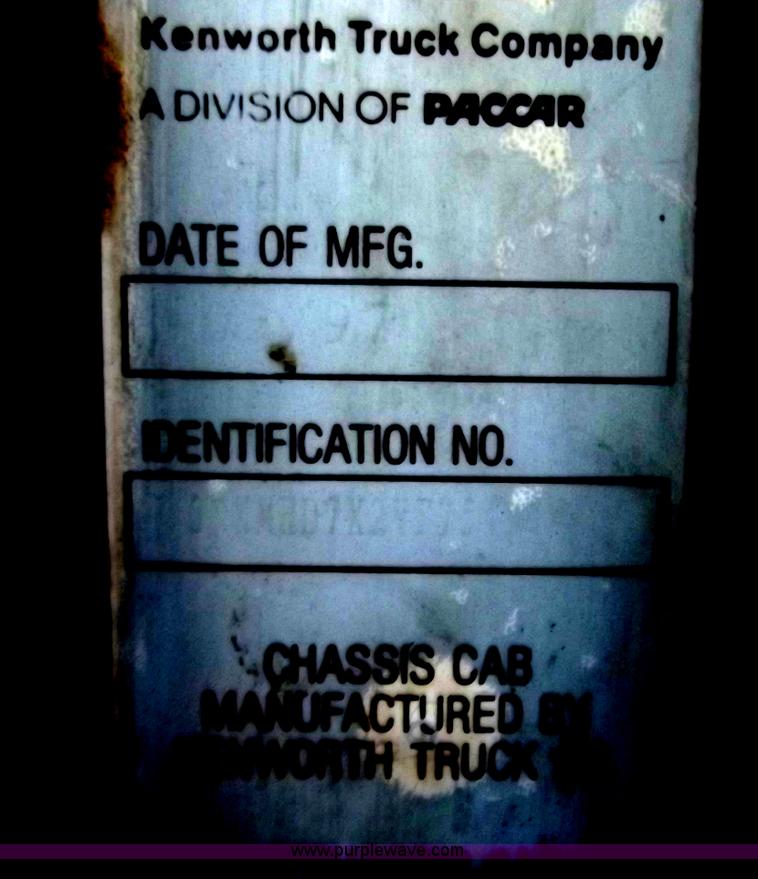 Kenworth Truck Company
A DIVISION OF PACCAR
DATE OF MFG.
IDENTIFICATION NO.
CHASSIS CAB
MANUFACTURED BY
KENWORTH TRUCK
www.purplewave.com